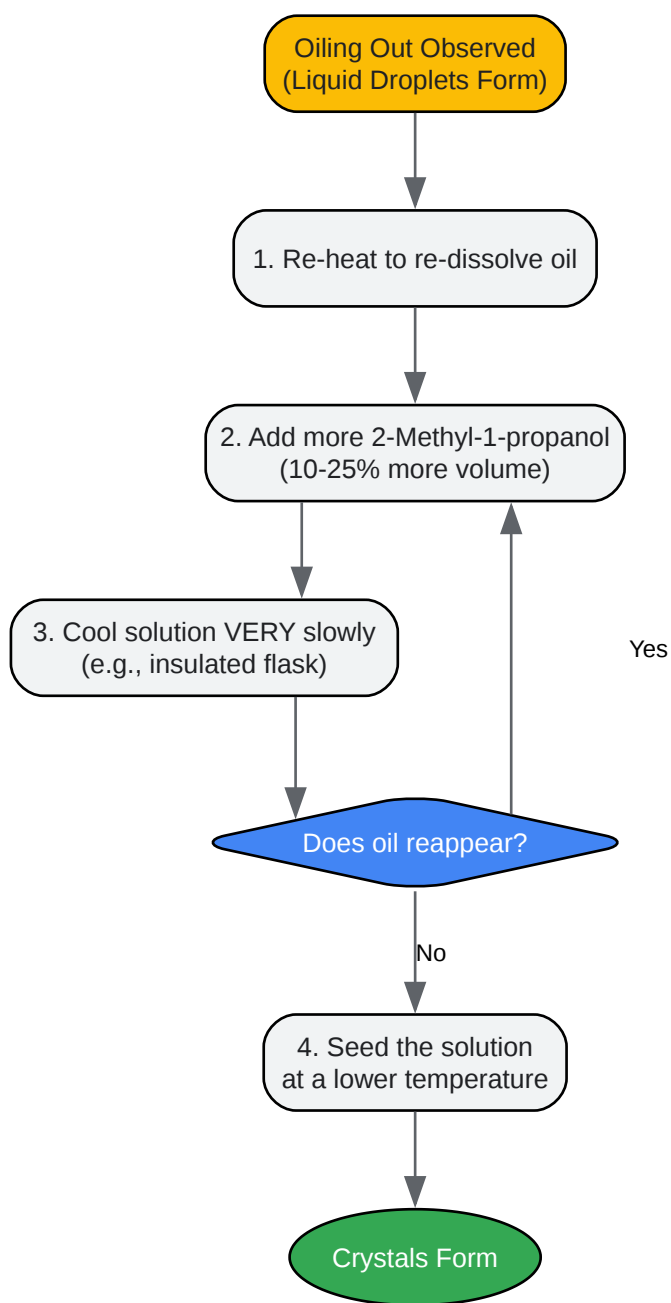 Oiling Out Observed
(Liquid Droplets Form)
1. Re-heat to re-dissolve oil
2. Add more 2-Methyl-1-propanol
(10-25% more volume)
3. Cool solution VERY slowly
(e.g., insulated flask)
Yes
Does oil reappear?
No
4. Seed the solution
at a lower temperature
Crystals Form